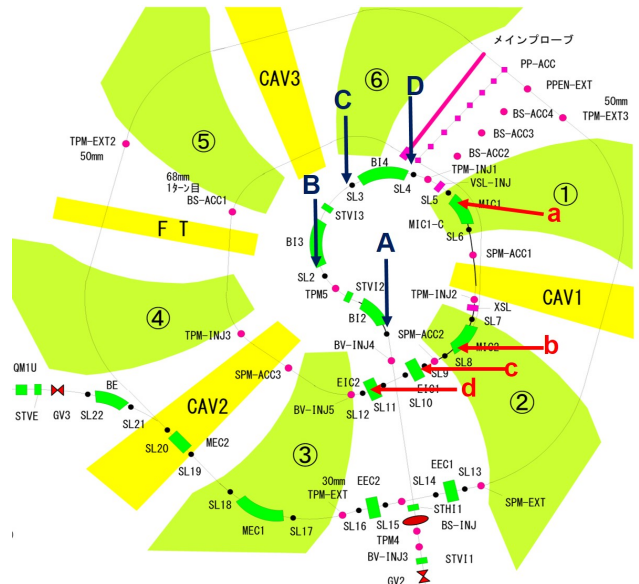 メインプローブ
PP-ACC
PPEN-EXT
50mm
TPM-EXT3
BS-ACC4
BS-ACC3
BS-ACC2
TPM-INJ1
VSL-INJ
CAV3
⑥
D
C
BI4
SL4
SL3
SL5
MIC1
①
a
MIC1-C
SL6
SPM-ACC1
TPM-EXT2
50mm
⑤
68mm
1ターン目
BS-ACC1
B
STVI3
F T
BI3
SL2
TPM5
STVI2
BI2
A
TPM-INJ2
XSL
CAV1
SL7
④
TPM-INJ3
SPM-ACC2
BV-INJ4
MIC2
b
SL8
SL9
c
EIC1
SL10
②
QM1U
STVE
GV3
BE
SL22
SL21
CAV2
SPM-ACC3
EIC2
d
BV-INJ5
SL12
SL11
SL20
MEC2
SL19
③
SL18
MEC1
SL17
30mm
TPM-EXT
EEC2
SL16
SL15
EEC1
SL14
SL13
SPM-EXT
STHI1
BS-INJ
TPM4
BV-INJ3
STVI1
GV2